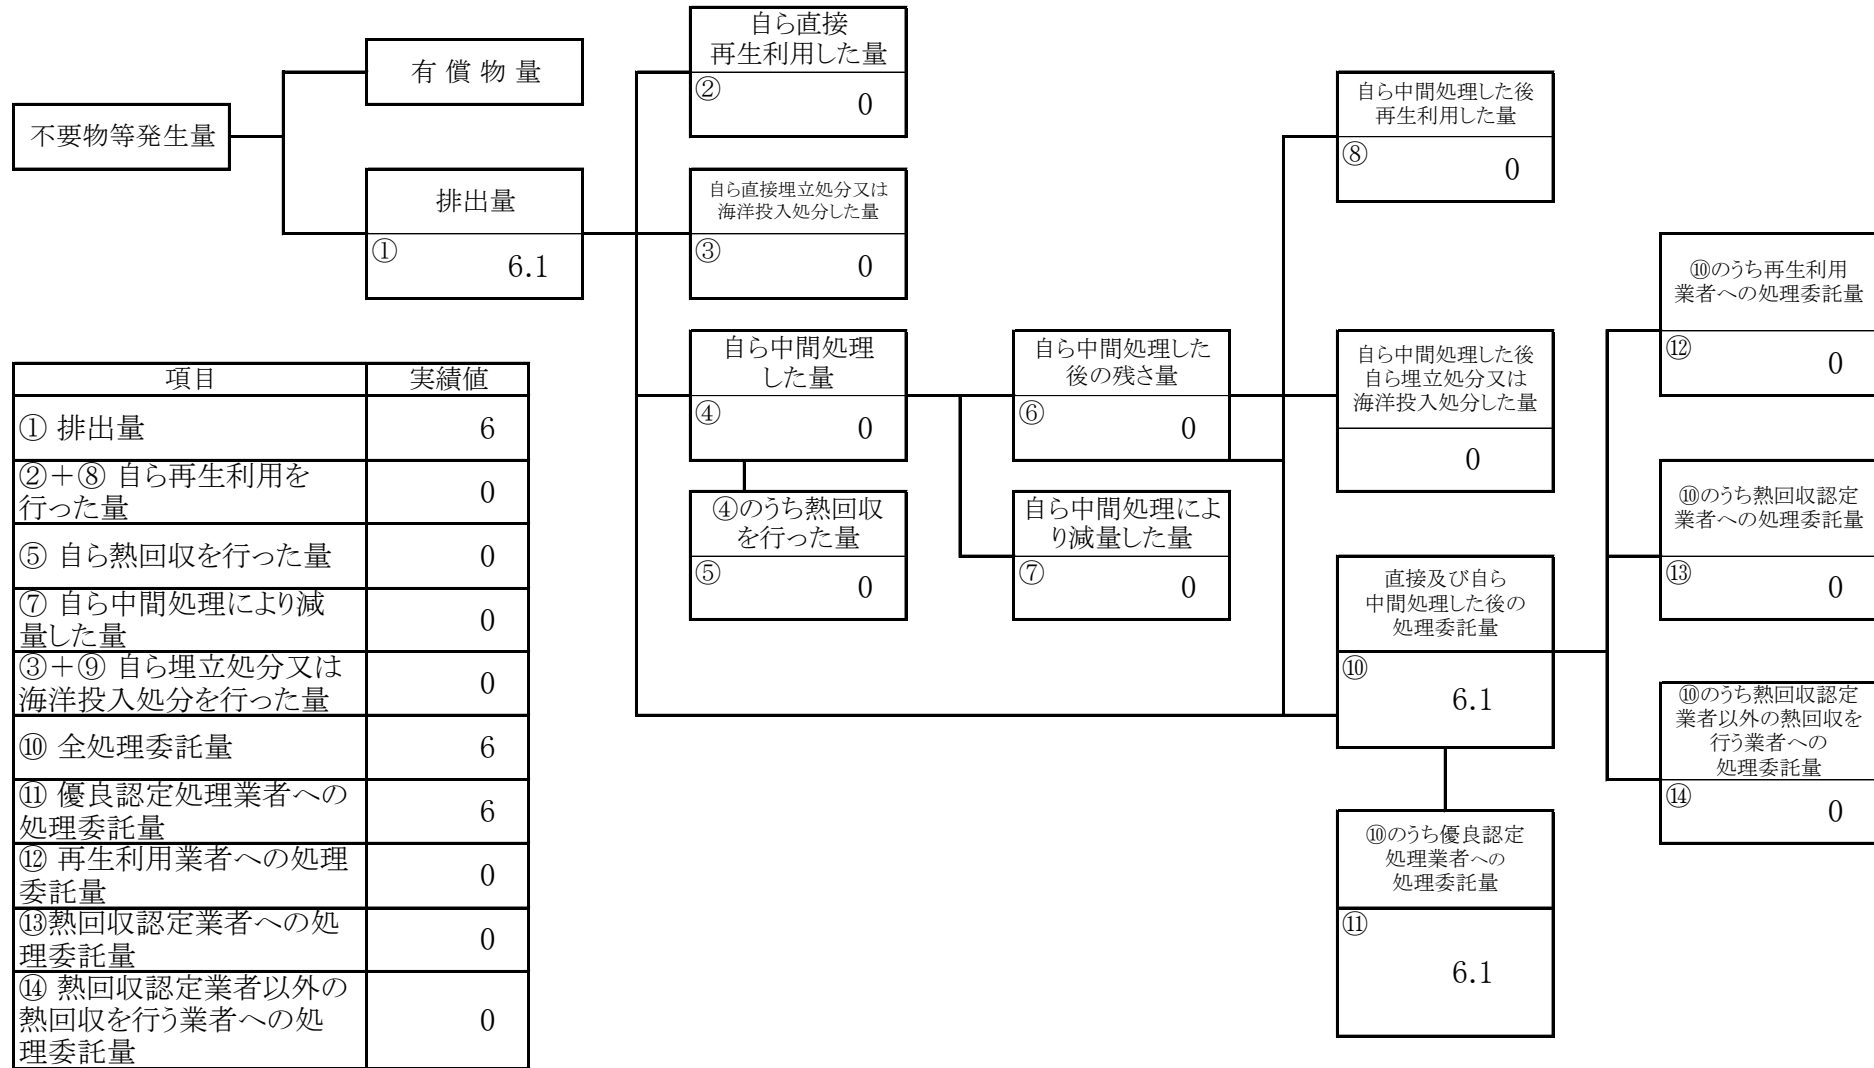 不要物等発生量
有償物量
排出量
①
6.1
自ら直接
再生利用した量
②
0
自ら直接埋立処分又は
海洋投入処分した量
③
0
自ら中間処理
した量
④
0
④のうち熱回収
を行った量
⑤
0
自ら中間処理した
後の残さ量
⑥
0
自ら中間処理によ
り減量した量
⑦
0
自ら中間処理した後
再生利用した量
⑧
0
自ら中間処理した後
自ら埋立処分又は
海洋投入処分した量
0
直接及び自ら
中間処理した後の
処理委託量
⑩
6.1
⑩のうち優良認定
処理業者への
処理委託量
⑪
6.1
⑩のうち再生利用
業者への処理委託量
⑫
0
⑩のうち熱回収認定
業者への処理委託量
⑬
0
⑩のうち熱回収認定
業者以外の熱回収を
行う業者への
処理委託量
⑭
0
項目 実績値
① 排出量 6
②+⑧ 自ら再生利用を
行った量 0
⑤ 自ら熱回収を行った量 0
⑦ 自ら中間処理により減
量した量 0
③+⑨ 自ら埋立処分又は
海洋投入処分を行った量 0
⑩ 全処理委託量 6
⑪ 優良認定処理業者への
処理委託量 6
⑫ 再生利用業者への処理
委託量 0
⑬熱回収認定業者への処
理委託量 0
⑭ 熱回収認定業者以外の
熱回収を行う業者への処
理委託量 0